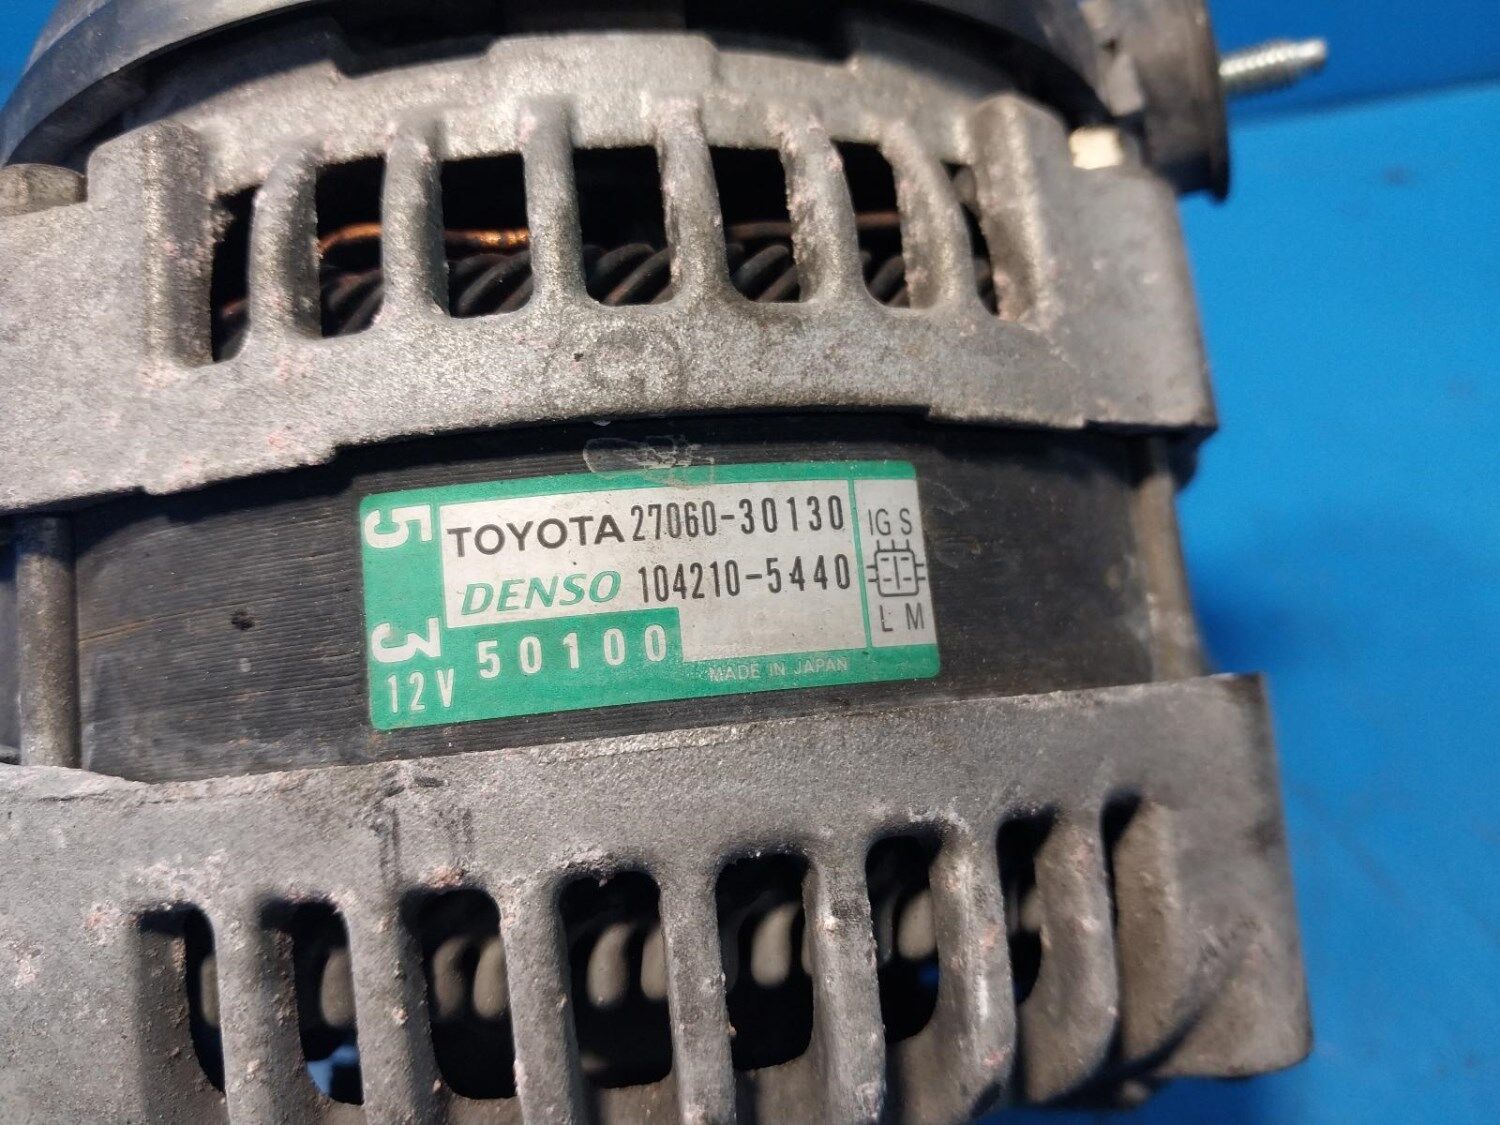 5 3
TOYOTA 27060-30130
DENSO 104210-5440
12V 50100
MADE IN JAPAN
IG S
L M